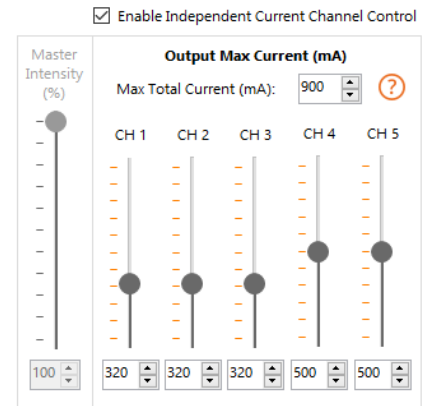 Enable Independent Current Channel Control
Master
Intensity
(%)
Output Max Current (mA)
Max Total Current (mA): 900 ?
CH 1 CH 2 CH 3 CH 4 CH 5
100 320 320 320 500 500